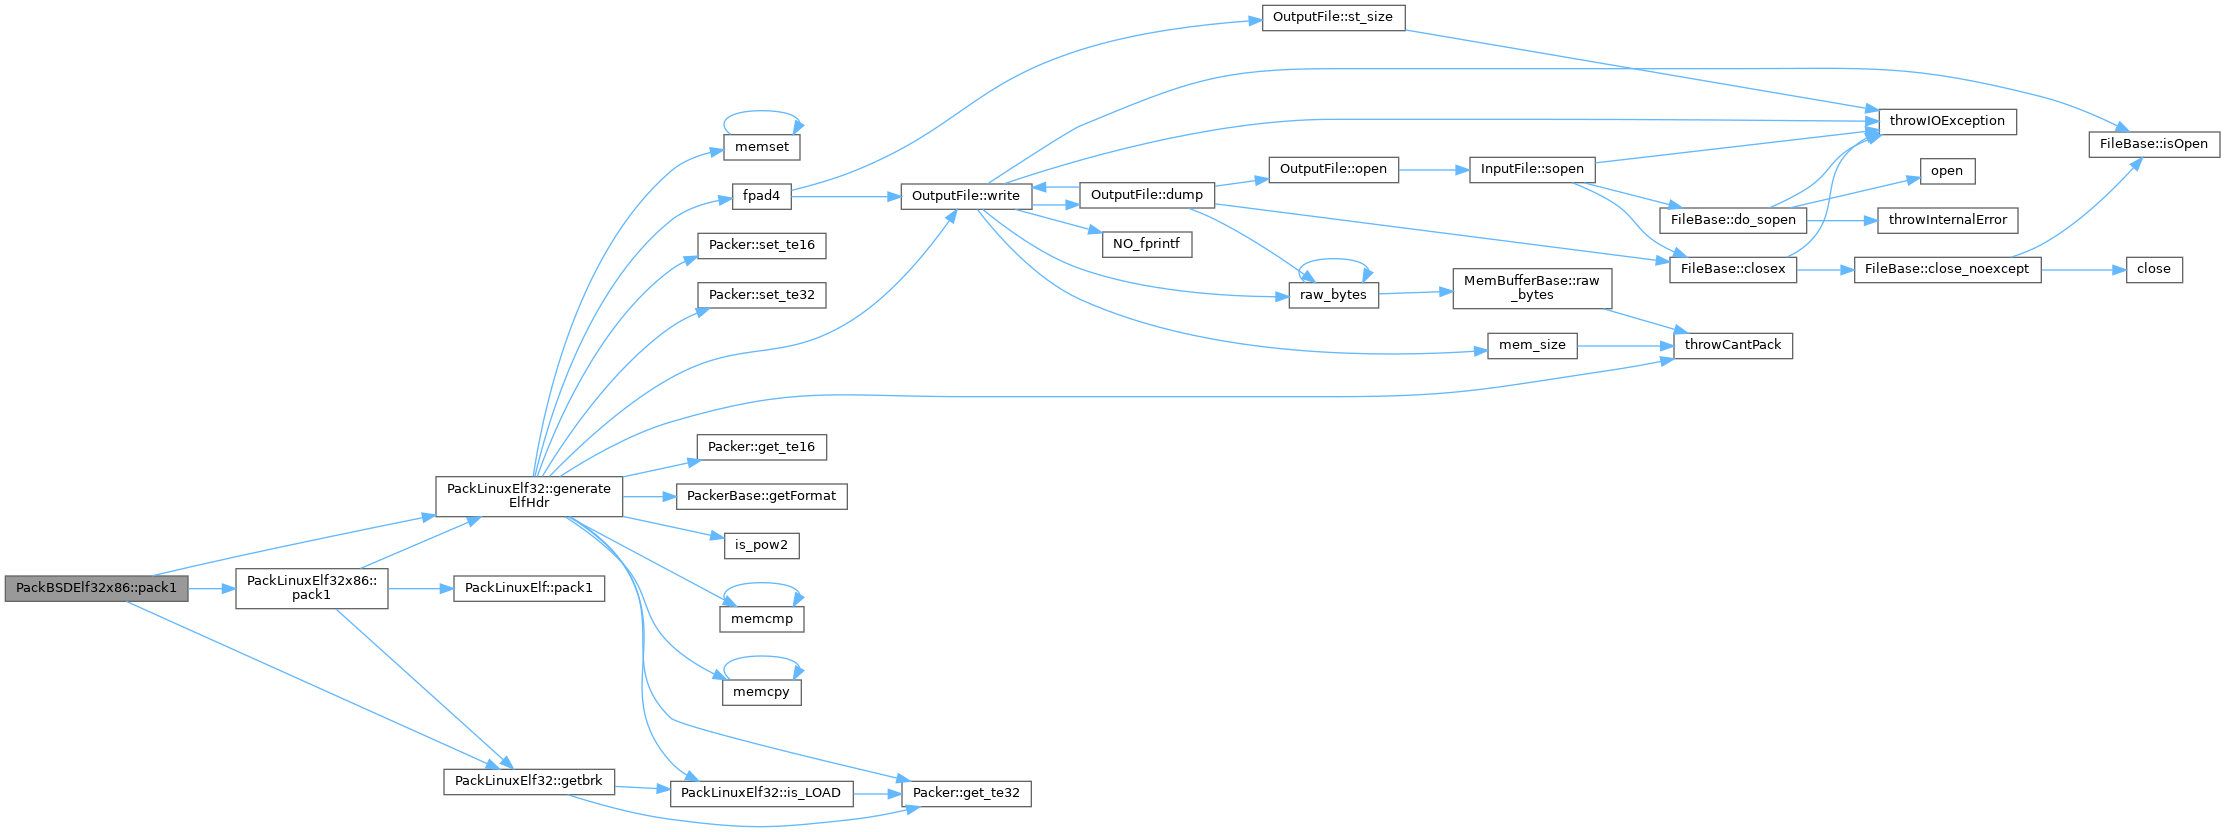 OutputFile::st_size
throwIOException
FileBase::isOpen
memset
OutputFile::open
InputFile::sopen
open
fpad4
OutputFile::write
OutputFile::dump
FileBase::do_sopen
throwInternalError
Packer::set_te16
NO_fprintf
FileBase::closex
FileBase::close_noexcept
close
Packer::set_te32
raw_bytes
MemBufferBase::raw
_bytes
mem_size
throwCantPack
Packer::get_te16
PackLinuxElf32::generate
ElfHdr
PackerBase::getFormat
is_pow2
PackBSDElf32x86::pack1
PackLinuxElf32x86::
pack1
PackLinuxElf::pack1
memcmp
memcpy
PackLinuxElf32::getbrk
PackLinuxElf32::is_LOAD
Packer::get_te32